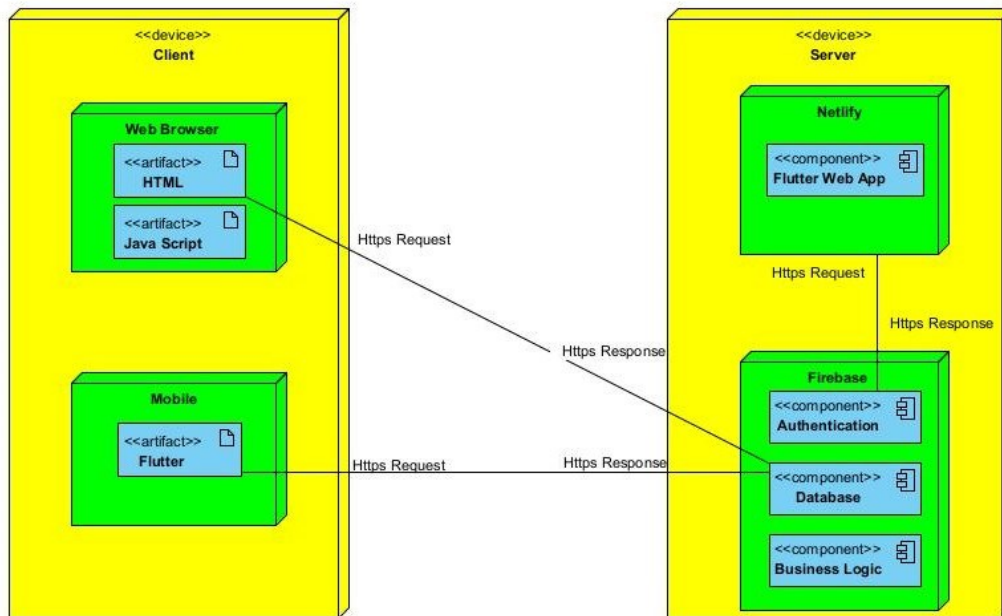 <<device>>
Client
Web Browser
<<artifact>>
HTML
<<artifact>>
Java Script
Mobile
<<artifact>>
Flutter
Https Request
Https Response
Https Request
Https Response
<<device>>
Server
Netlify
<<component>>
Flutter Web App
Https Request
Https Response
Firebase
<<component>>
Authentication
<<component>>
Database
<<component>>
Business Logic